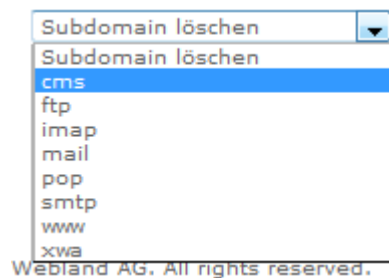 Subdomain löschen
Subdomain löschen
cms
ftp
imap
mail
pop
smtp
www
xwa
Webland AG. All rights reserved.